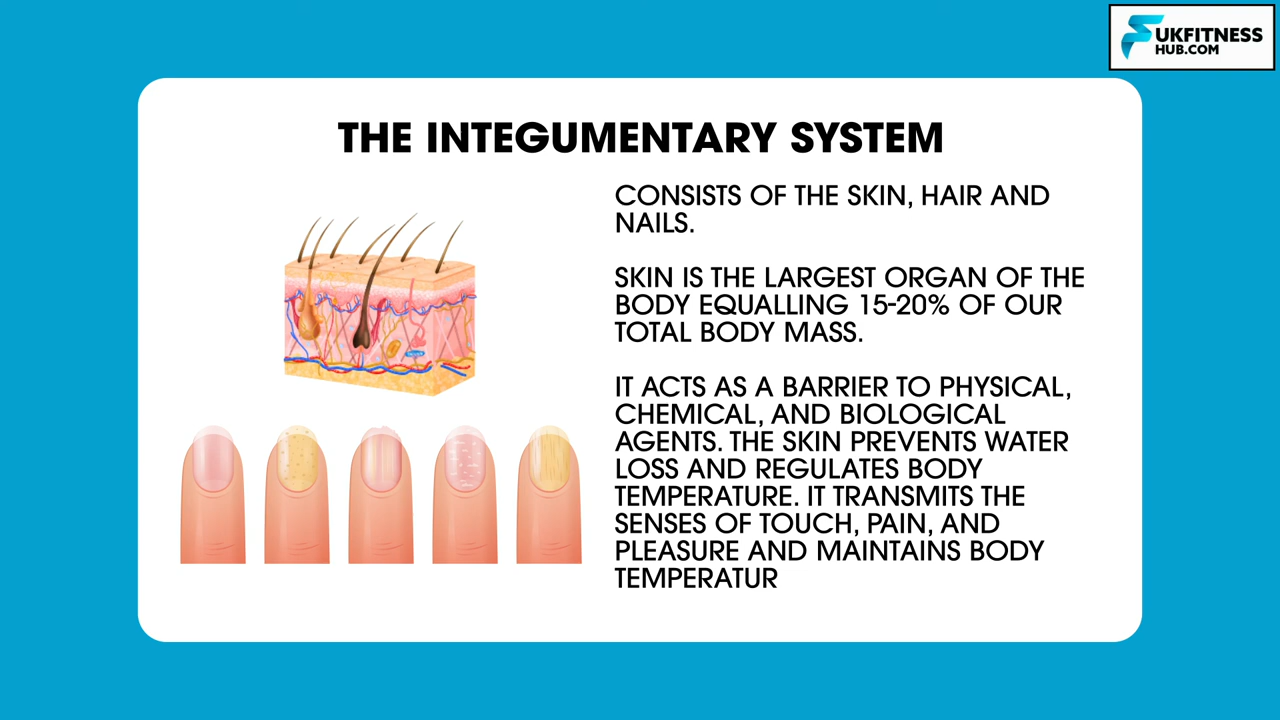 UKFITNESS
HUB.COM
THE INTEGUMENTARY SYSTEM
CONSISTS OF THE SKIN, HAIR AND
NAILS.
SKIN IS THE LARGEST ORGAN OF THE
BODY EQUALLING 15-20% OF OUR
TOTAL BODY MASS.
IT ACTS AS A BARRIER TO PHYSICAL,
CHEMICAL, AND BIOLOGICAL
AGENTS. THE SKIN PREVENTS WATER
LOSS AND REGULATES BODY
TEMPERATURE. IT TRANSMITS THE
SENSES OF TOUCH, PAIN, AND
PLEASURE AND MAINTAINS BODY
TEMPERATUR